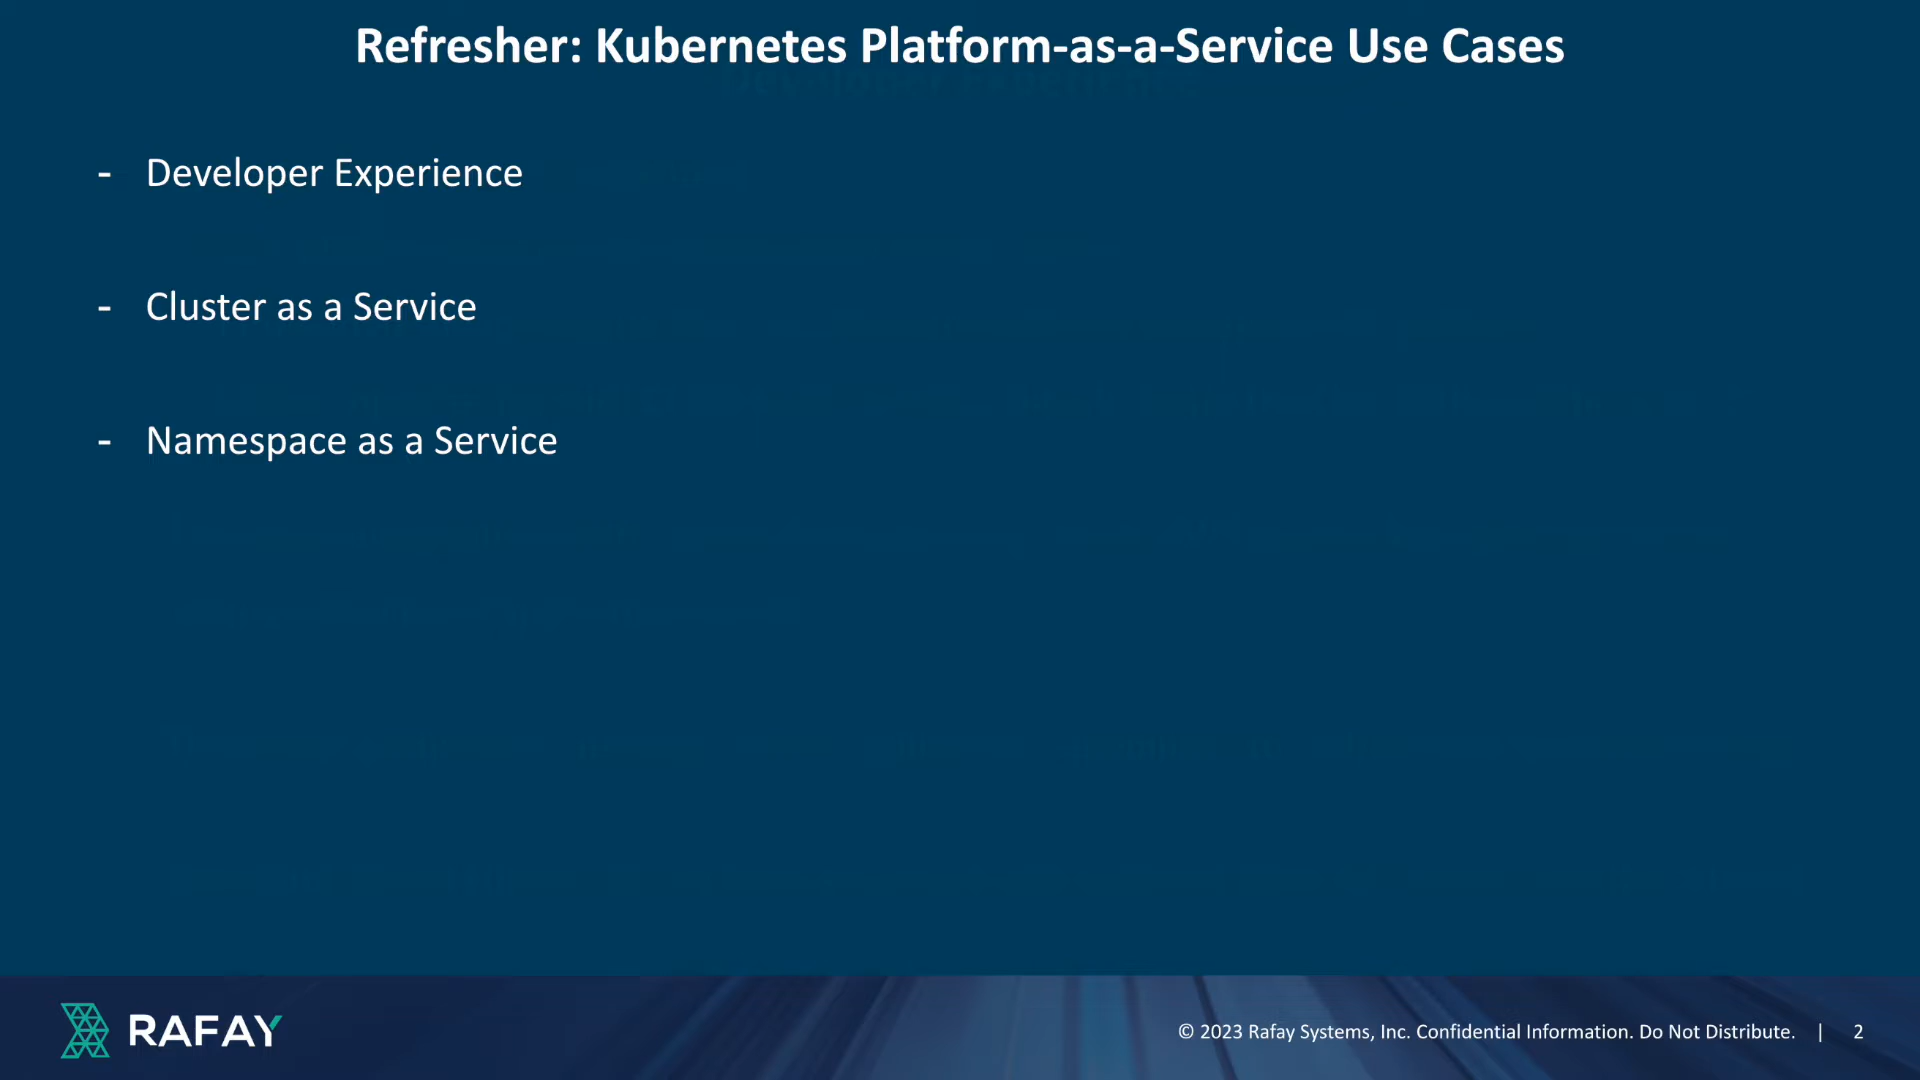 Refresher: Kubernetes Platform-as-a-Service Use Cases
- Developer Experience
- Cluster as a Service
- Namespace as a Service
RAFAY
© 2023 Rafay Systems, Inc. Confidential Information. Do Not Distribute. | 2